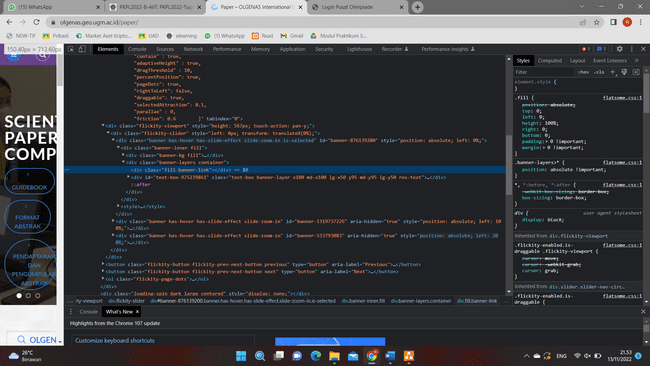 (15) WhatsApp
Paper – OLGENAS International C
Login Pusat Olimpiade
olgenas.geo.ugm.ac.id/paper/
NEW-TIF
Pribadi
Market Aset Kripto...
UAD
elearning
(1) WhatsApp
Read
Gmail
Modul Praktikum S...
150.40px × 713.60px
Elements
Console
Sources
Network
Performance
Memory
Application
Security
Lighthouse
Recorder
Performance insights
SCIENT
PAPER
COMP
GUIDEBOOK
FORMAT
ABSTRAK
PENDAFTARAN
DAN
PENGUMPULAN
ABSTRAK
OLGEN
"contain" : true,
"adaptiveHeight" : true,
"dragThreshold" : 10,
"percentPosition": true,
"pageDots": true,
"rightToLeft": false,
"draggable": true,
"selectedAttraction": 0.1,
"parallax" : 0,
"friction": 0.6 }" tabindex="0">
<div class="flickity-viewport" style="height: 567px; touch-action: pan-y;">
<div class="flickity-slider" style="left: 0px; transform: translateX(0%);">
<div class="banner has-hover has-slide-effect slide-zoom-in is-selected" id="banner-876139200" style="position: absolute; left: 0%;">
<div class="banner-inner fill">
<div class="banner-bg fill">…</div>
<div class="banner-layers container">
<div class="fill banner-link"></div> == $0
<div id="text-box-975239861" class="text-box banner-layer x100 md-x100 lg-x50 y95 md-y95 lg-y50 res-text">…</div>
::after
</div>
</div>
<style>…</style>
</div>
<div class="banner has-hover has-slide-effect slide-zoom-in" id="banner-3319737226" aria-hidden="true" style="position: absolute; left: 100%;">…</div>
<div class="banner has-hover has-slide-effect slide-zoom-in" id="banner-513793083" aria-hidden="true" style="position: absolute; left: 200%;">…</div>
</div>
</div>
<button class="flickity-button flickity-prev-next-button previous" type="button" aria-label="Previous">…</button>
<button class="flickity-button flickity-prev-next-button next" type="button" aria-label="Next">…</button>
<ol class="flickity-page-dots">…</ol>
</div>
<div class="loading-spin dark large centered" style="display: none;"></div>
div.flickity-slider
div#banner-876139200.banner.has-hover.has-slide-effect.slide-zoom-in.is-selected
div.banner-inner.fill
div.banner-layers.container
div.fill.banner-link
Styles
Computed
Layout
Event Listeners
Filter
:hov .cls
element.style {
}
.fill { flatsome.css:1
position: absolute;
top: 0;
left: 0;
height: 100%;
right: 0;
bottom: 0;
padding: 0 !important;
margin: 0 !important;
}
.banner-layers>* { flatsome.css:1
position: absolute !important;
}
*, *:before, *:after { flatsome.css:1
-webkit-box-sizing: border-box;
box-sizing: border-box;
}
div { user agent stylesheet
display: block;
}
Inherited from div.flickity-viewport
.flickity-enabled.is-draggable .flickity-viewport { flatsome.css:1
cursor: move;
cursor: -webkit-grab;
cursor: grab;
}
Inherited from div.slider.slider-nav-cir…
.flickity-enabled.is-draggable { flatsome.css:1
Console
What's New
Highlights from the Chrome 107 update
Customize keyboard shortcuts
26°C
Berawan
ENG
21.53
13/11/2022